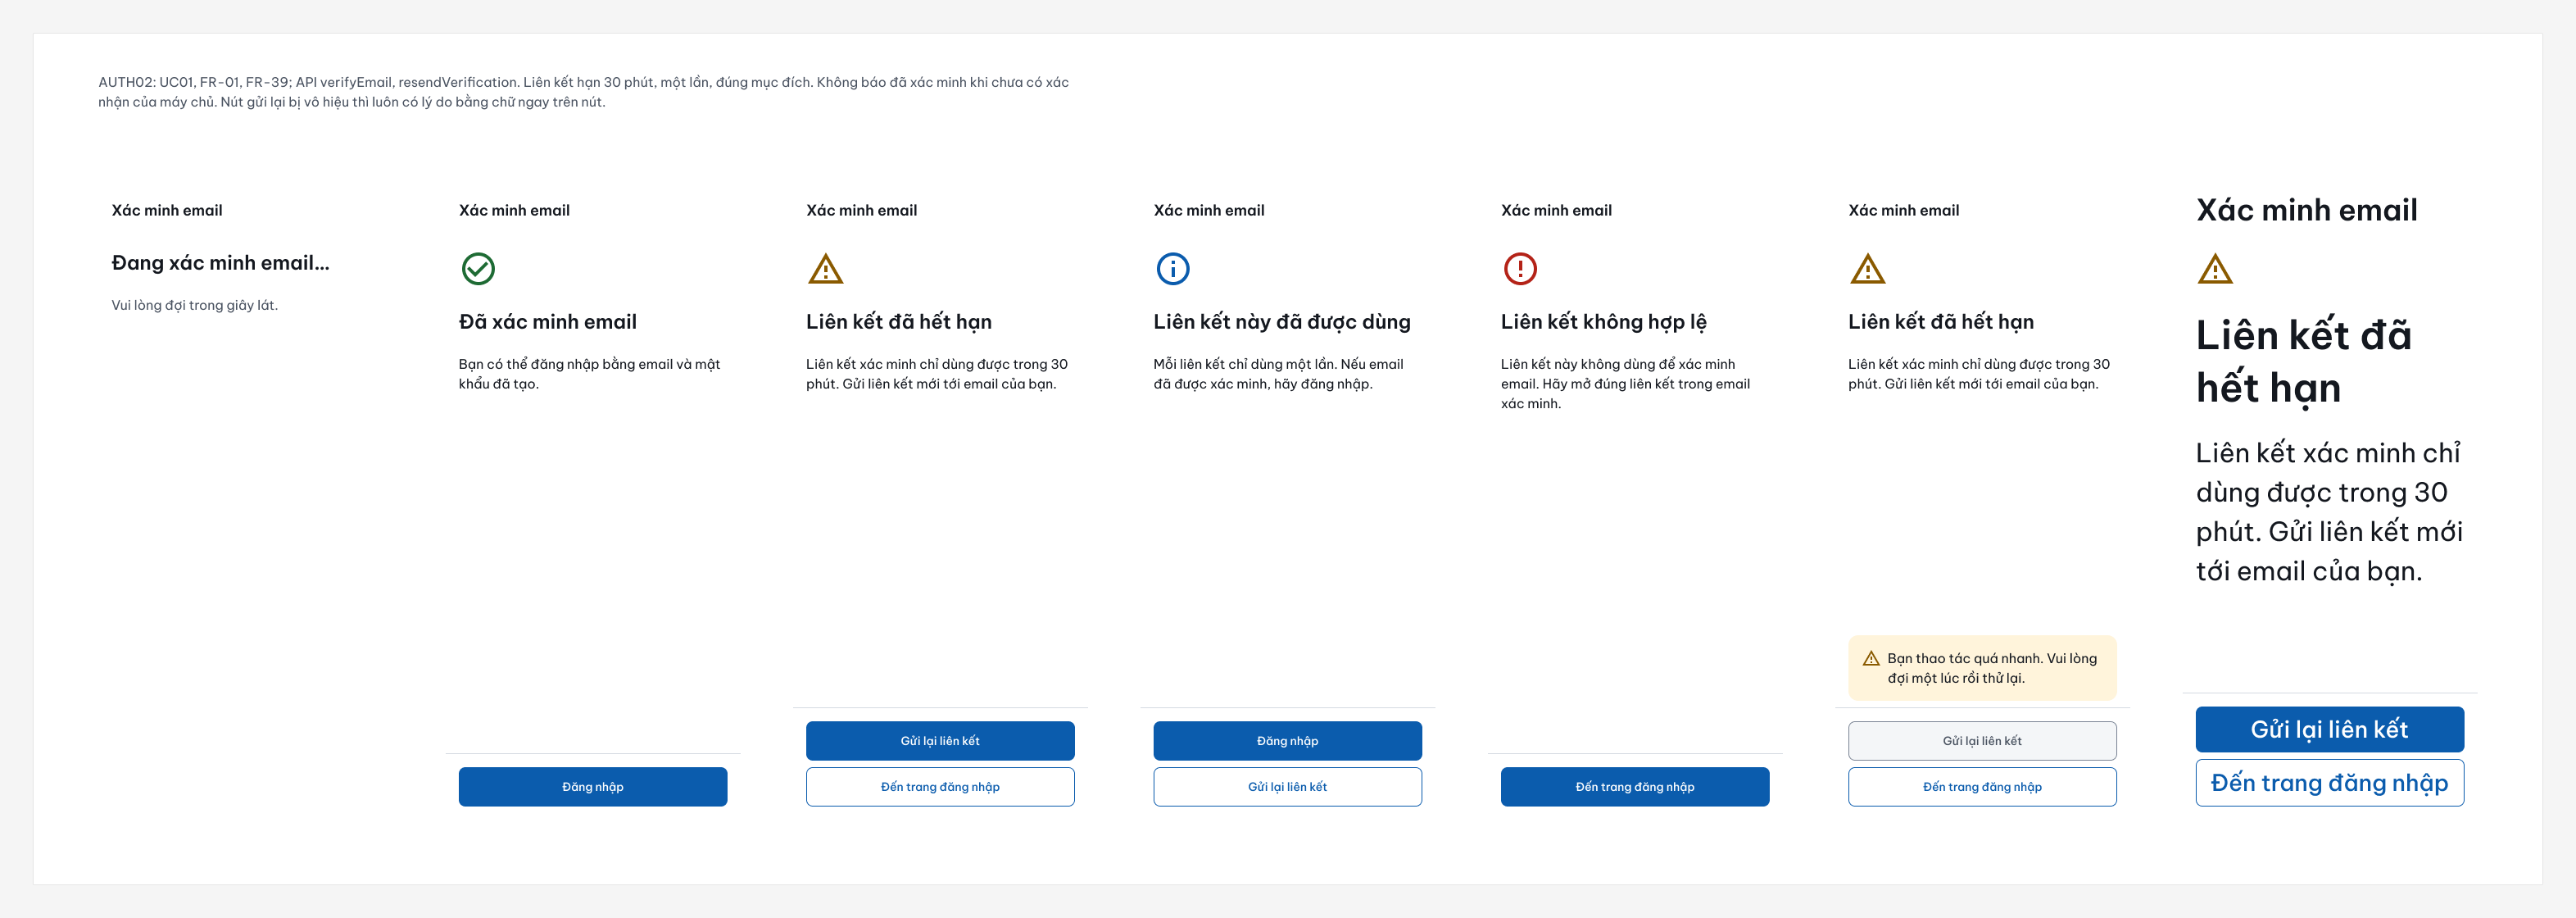 AUTH02: UC01, FR-01, FR-39; API verifyEmail, resendVerification. Liên kết hạn 30 phút, một lần, đúng mục đích. Không báo đã xác minh khi chưa có xác
nhận của máy chủ. Nút gửi lại bị vô hiệu thì luôn có lý do bằng chữ ngay trên nút.
Xác minh email
Đang xác minh email...
Vui lòng đợi trong giây lát.
Xác minh email
Đã xác minh email
Bạn có thể đăng nhập bằng email và mật
khẩu đã tạo.
Đăng nhập
Xác minh email
Liên kết đã hết hạn
Liên kết xác minh chỉ dùng được trong 30
phút. Gửi liên kết mới tới email của bạn.
Gửi lại liên kết
Đến trang đăng nhập
Xác minh email
Liên kết này đã được dùng
Mỗi liên kết chỉ dùng một lần. Nếu email
đã được xác minh, hãy đăng nhập.
Đăng nhập
Gửi lại liên kết
Xác minh email
Liên kết không hợp lệ
Liên kết này không dùng để xác minh
email. Hãy mở đúng liên kết trong email
xác minh.
Đến trang đăng nhập
Xác minh email
Liên kết đã hết hạn
Liên kết xác minh chỉ dùng được trong 30
phút. Gửi liên kết mới tới email của bạn.
Bạn thao tác quá nhanh. Vui lòng
đợi một lúc rồi thử lại.
Gửi lại liên kết
Đến trang đăng nhập
Xác minh email
Liên kết đã
hết hạn
Liên kết xác minh chỉ
dùng được trong 30
phút. Gửi liên kết mới
tới email của bạn.
Gửi lại liên kết
Đến trang đăng nhập